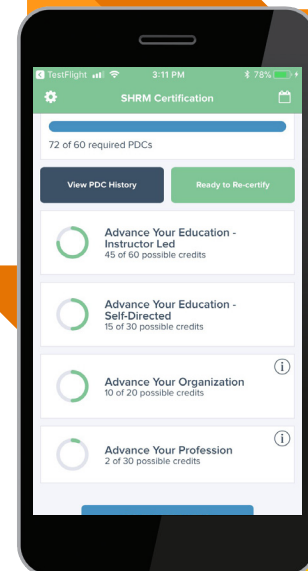 TestFlight 3:11 PM 78%
SHRM Certification
72 of 60 required PDCs
View PDC History Ready to Re-certify
Advance Your Education -
Instructor Led
45 of 60 possible credits
Advance Your Education -
Self-Directed
15 of 30 possible credits
Advance Your Organization
10 of 20 possible credits
Advance Your Profession
2 of 30 possible credits